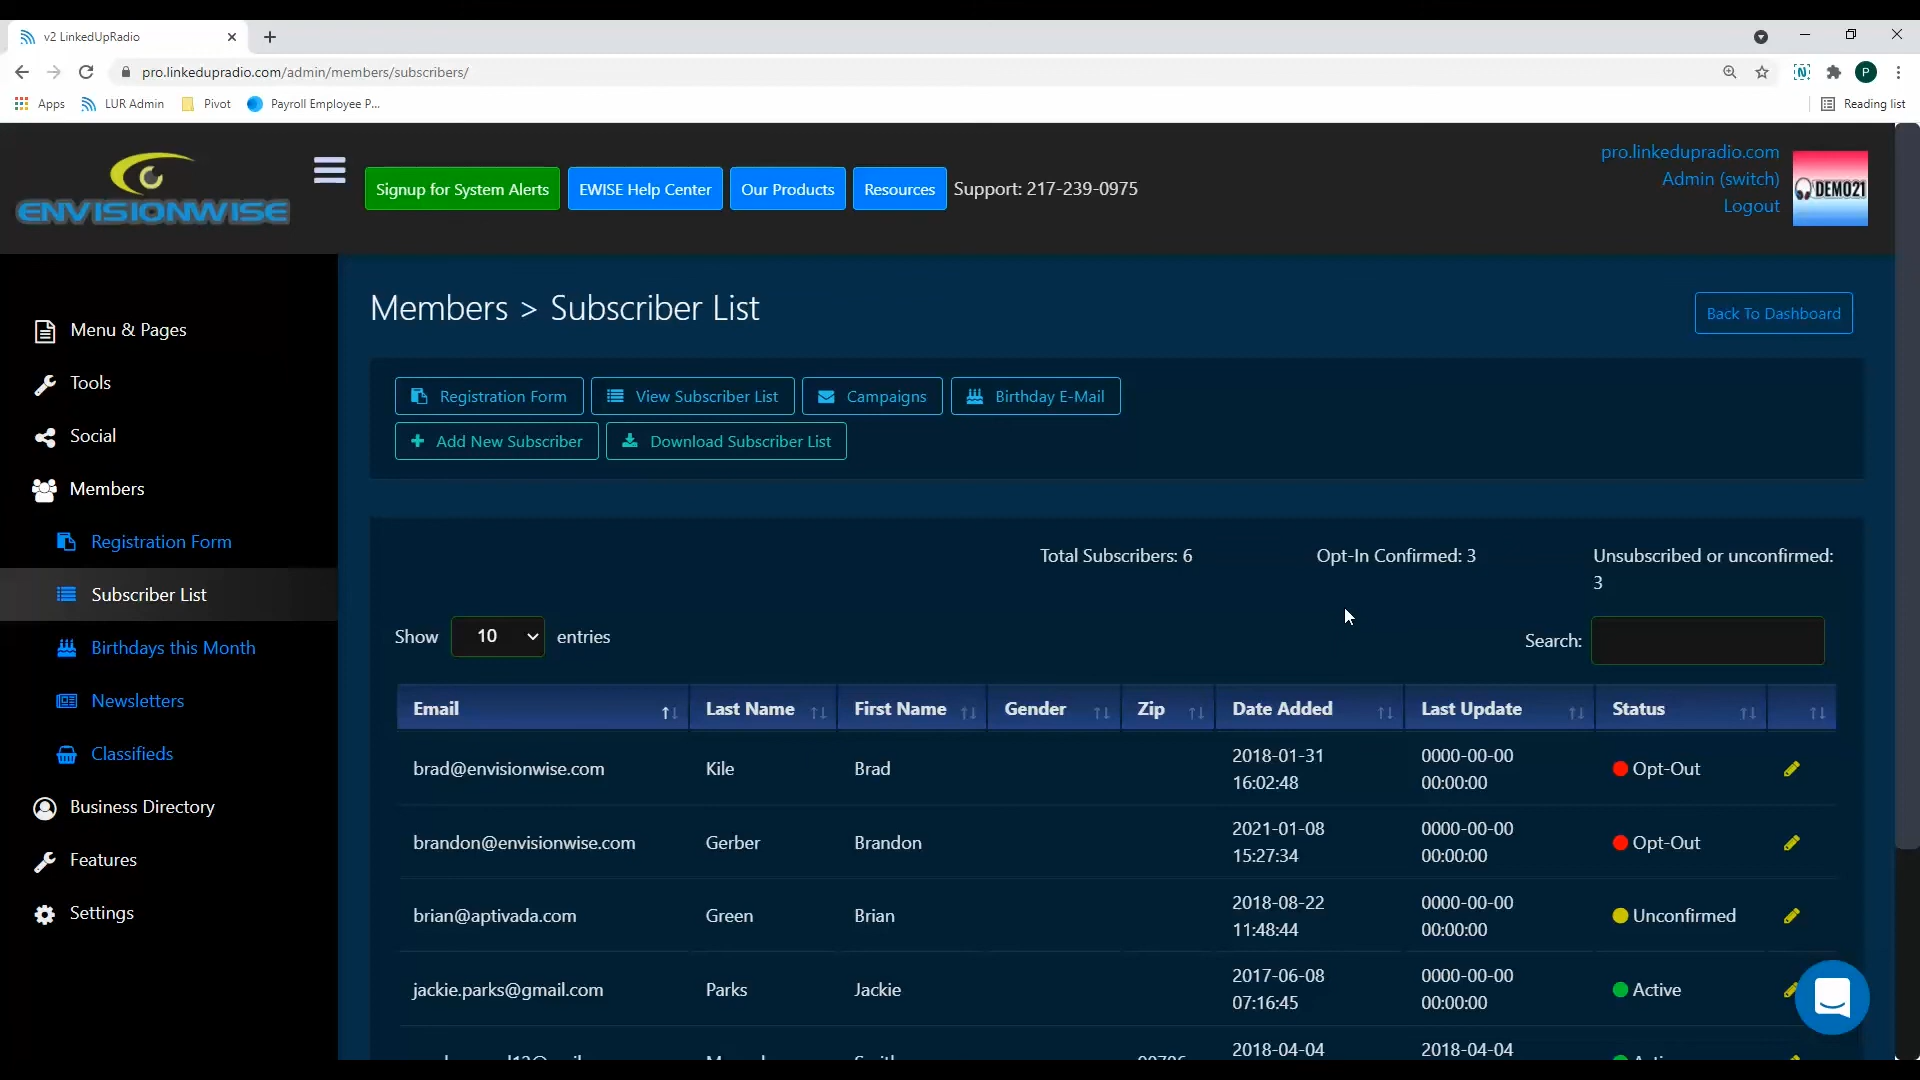 v2 LinkedUpRadio
pro.linkedupradio.com/admin/members/subscribers/
P
Apps LUR Admin Pivot Payroll Employee P... Reading list
ENVISIONWISE
Signup for System Alerts EWISE Help Center Our Products Resources Support: 217-239-0975
pro.linkedupradio.com
Admin (switch)
Logout
DEMO21
Menu & Pages
Tools
Social
Members
Registration Form
Subscriber List
Birthdays this Month
Newsletters
Classifieds
Business Directory
Features
Settings
Members > Subscriber List
Back To Dashboard
Registration Form View Subscriber List Campaigns Birthday E-Mail
Add New Subscriber Download Subscriber List
Total Subscribers: 6 Opt-In Confirmed: 3 Unsubscribed or unconfirmed:
3
Show 10 entries Search:
Email Last Name First Name Gender Zip Date Added Last Update Status
brad@envisionwise.com Kile Brad 2018-01-31 16:02:48 0000-00-00 00:00:00 Opt-Out
brandon@envisionwise.com Gerber Brandon 2021-01-08 15:27:34 0000-00-00 00:00:00 Opt-Out
brian@aptivada.com Green Brian 2018-08-22 11:48:44 0000-00-00 00:00:00 Unconfirmed
jackie.parks@gmail.com Parks Jackie 2017-06-08 07:16:45 0000-00-00 00:00:00 Active
2018-04-04 2018-04-04